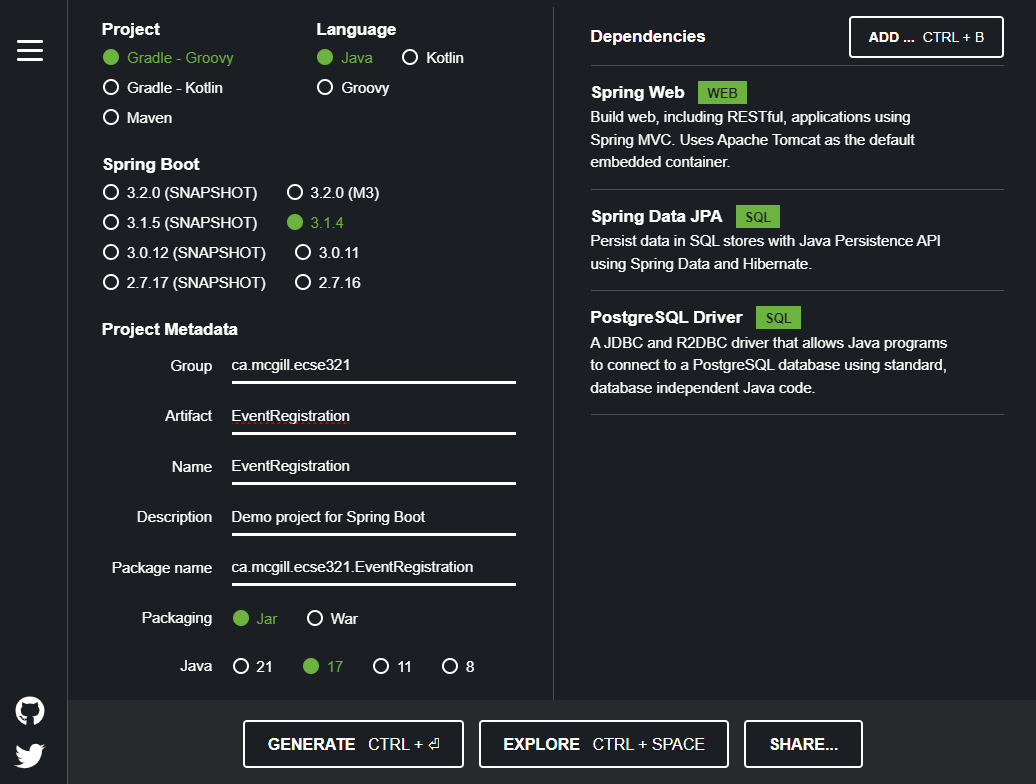 Project
Gradle - Groovy
Gradle - Kotlin
Maven
Language
Java Kotlin
Groovy
Spring Boot
3.2.0 (SNAPSHOT) 3.2.0 (M3)
3.1.5 (SNAPSHOT) 3.1.4
3.0.12 (SNAPSHOT) 3.0.11
2.7.17 (SNAPSHOT) 2.7.16
Project Metadata
Group ca.mcgill.ecse321
Artifact EventRegistration
Name EventRegistration
Description Demo project for Spring Boot
Package name ca.mcgill.ecse321.EventRegistration
Packaging Jar War
Java 21 17 11 8
Dependencies
ADD ... CTRL + B
Spring Web WEB
Build web, including RESTful, applications using
Spring MVC. Uses Apache Tomcat as the default
embedded container.
Spring Data JPA SQL
Persist data in SQL stores with Java Persistence API
using Spring Data and Hibernate.
PostgreSQL Driver SQL
A JDBC and R2DBC driver that allows Java programs
to connect to a PostgreSQL database using standard,
database independent Java code.
GENERATE CTRL + ⏎
EXPLORE CTRL + SPACE
SHARE...